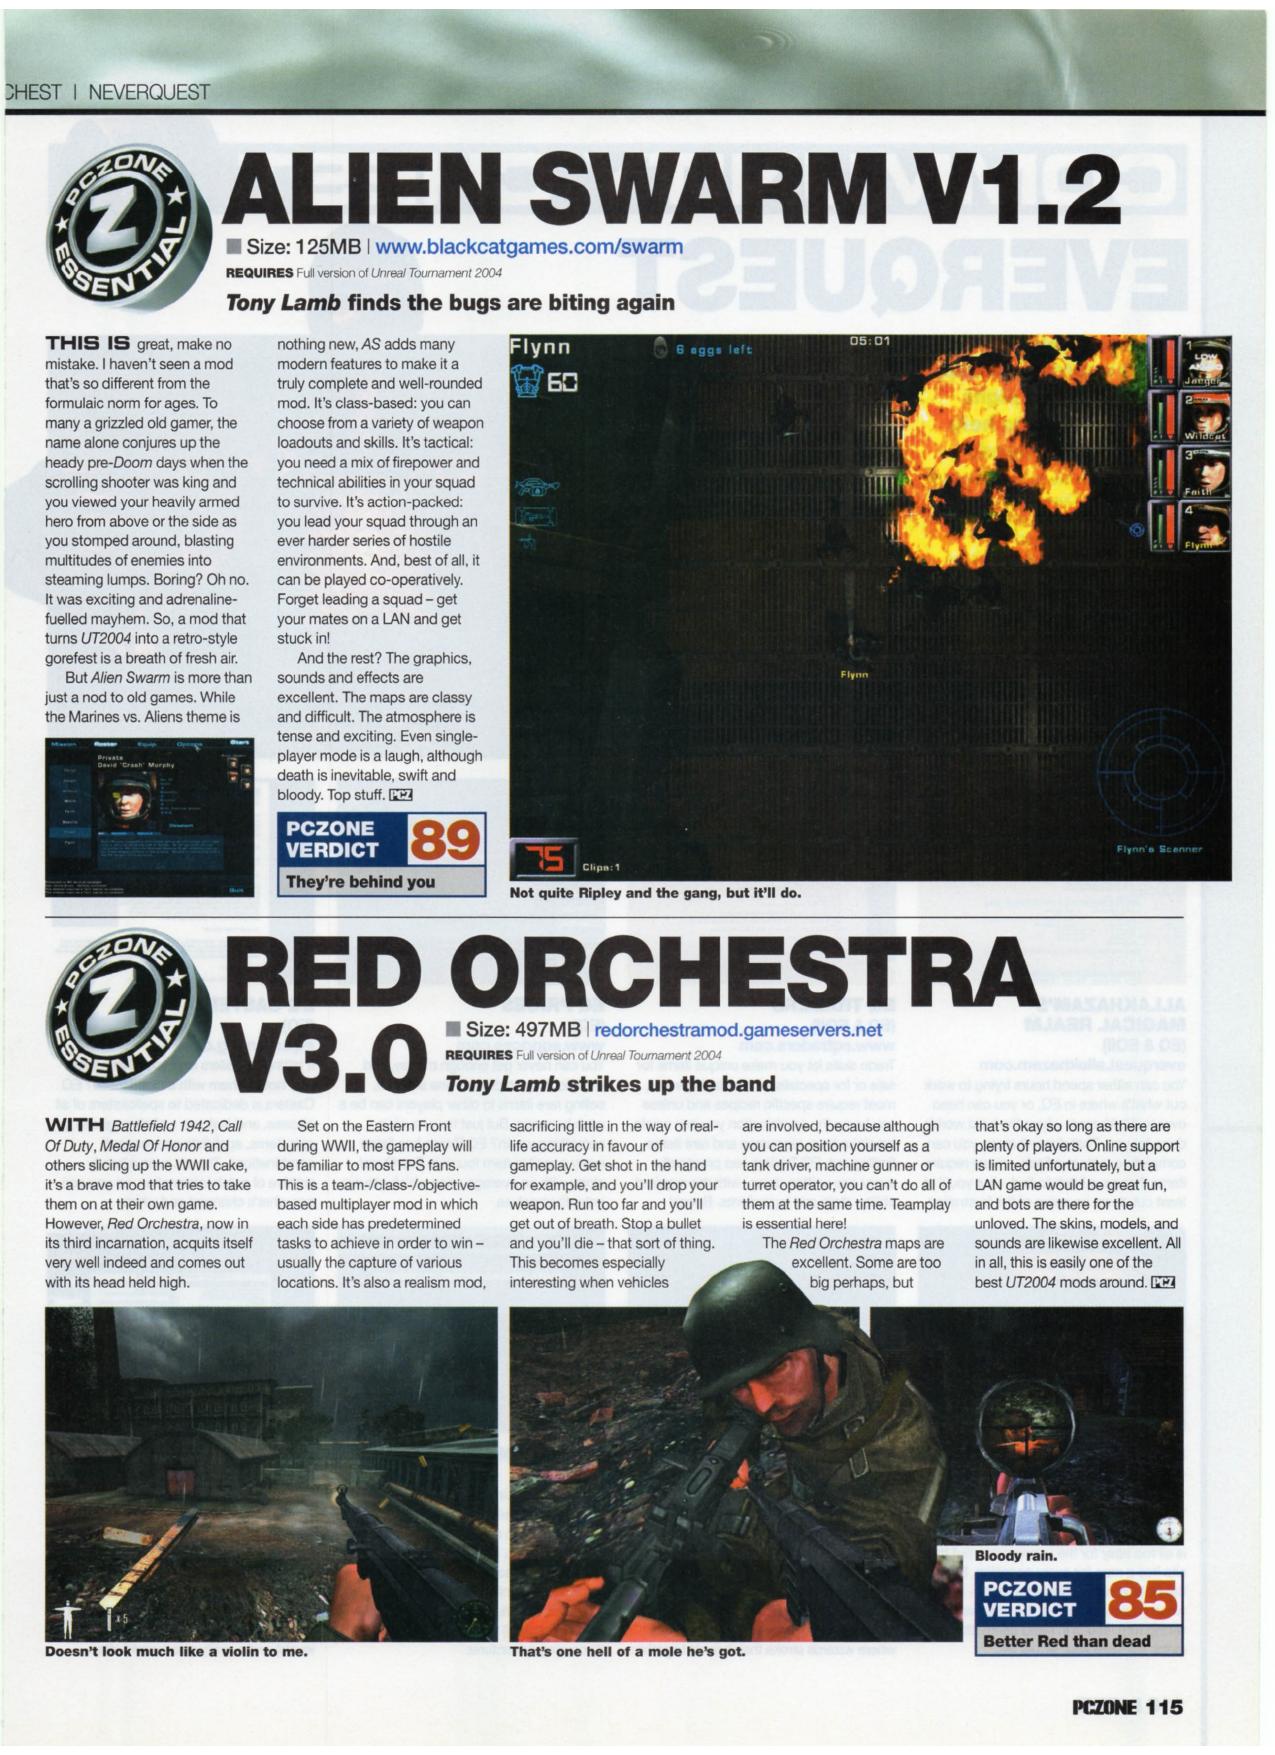 CHEST | NEVERQUEST
PCZONE ESSENTIAL
ALIEN SWARM V1.2
Size: 125MB | www.blackcatgames.com/swarm
REQUIRES Full version of Unreal Tournament 2004
Tony Lamb finds the bugs are biting again
THIS IS great, make no
mistake. I haven't seen a mod
that's so different from the
formulaic norm for ages. To
many a grizzled old gamer, the
name alone conjures up the
heady pre-Doom days when the
scrolling shooter was king and
you viewed your heavily armed
hero from above or the side as
you stomped around, blasting
multitudes of enemies into
steaming lumps. Boring? Oh no.
It was exciting and adrenaline-
fuelled mayhem. So, a mod that
turns UT2004 into a retro-style
gorefest is a breath of fresh air.
But Alien Swarm is more than
just a nod to old games. While
the Marines vs. Aliens theme is
Mission Roster Equip Options Start
Private
David 'Crash' Murphy
Quit
nothing new, AS adds many
modern features to make it a
truly complete and well-rounded
mod. It's class-based: you can
choose from a variety of weapon
loadouts and skills. It's tactical:
you need a mix of firepower and
technical abilities in your squad
to survive. It's action-packed:
you lead your squad through an
ever harder series of hostile
environments. And, best of all, it
can be played co-operatively.
Forget leading a squad – get
your mates on a LAN and get
stuck in!
And the rest? The graphics,
sounds and effects are
excellent. The maps are classy
and difficult. The atmosphere is
tense and exciting. Even single-
player mode is a laugh, although
death is inevitable, swift and
bloody. Top stuff. PCZ
PCZONE
VERDICT 89
They're behind you
Flynn
60
6 eggs left
05:01
1
LOW
AMMO
Jaeger
2
Wildcat
3
Faith
4
Flynn
Flynn
Flynn's Scanner
75 Clips:1
Not quite Ripley and the gang, but it'll do.
PCZONE ESSENTIAL
RED ORCHESTRA
V3.0
Size: 497MB | redorchestramod.gameservers.net
REQUIRES Full version of Unreal Tournament 2004
Tony Lamb strikes up the band
WITH Battlefield 1942, Call
Of Duty, Medal Of Honor and
others slicing up the WWII cake,
it's a brave mod that tries to take
them on at their own game.
However, Red Orchestra, now in
its third incarnation, acquits itself
very well indeed and comes out
with its head held high.
Set on the Eastern Front
during WWII, the gameplay will
be familiar to most FPS fans.
This is a team-/class-/objective-
based multiplayer mod in which
each side has predetermined
tasks to achieve in order to win –
usually the capture of various
locations. It's also a realism mod,
sacrificing little in the way of real-
life accuracy in favour of
gameplay. Get shot in the hand
for example, and you'll drop your
weapon. Run too far and you'll
get out of breath. Stop a bullet
and you'll die – that sort of thing.
This becomes especially
interesting when vehicles
are involved, because although
you can position yourself as a
tank driver, machine gunner or
turret operator, you can't do all of
them at the same time. Teamplay
is essential here!
The Red Orchestra maps are
excellent. Some are too
big perhaps, but
that's okay so long as there are
plenty of players. Online support
is limited unfortunately, but a
LAN game would be great fun,
and bots are there for the
unloved. The skins, models, and
sounds are likewise excellent. All
in all, this is easily one of the
best UT2004 mods around. PCZ
x5
Doesn't look much like a violin to me.
That's one hell of a mole he's got.
Bloody rain.
PCZONE
VERDICT 85
Better Red than dead
PCZONE 115